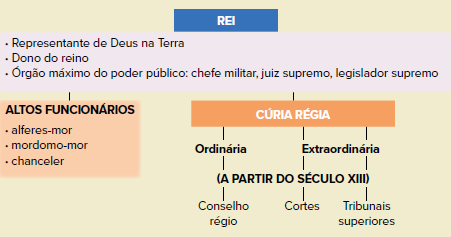 REI
• Representante de Deus na Terra
• Dono do reino
• Órgão máximo do poder público: chefe militar, juiz supremo, legislador supremo
ALTOS FUNCIONÁRIOS
• alferes-mor
• mordomo-mor
• chanceler
CÚRIA RÉGIA
Ordinária Extraordinária
(A PARTIR DO SÉCULO XIII)
Conselho Cortes Tribunais
régio superiores